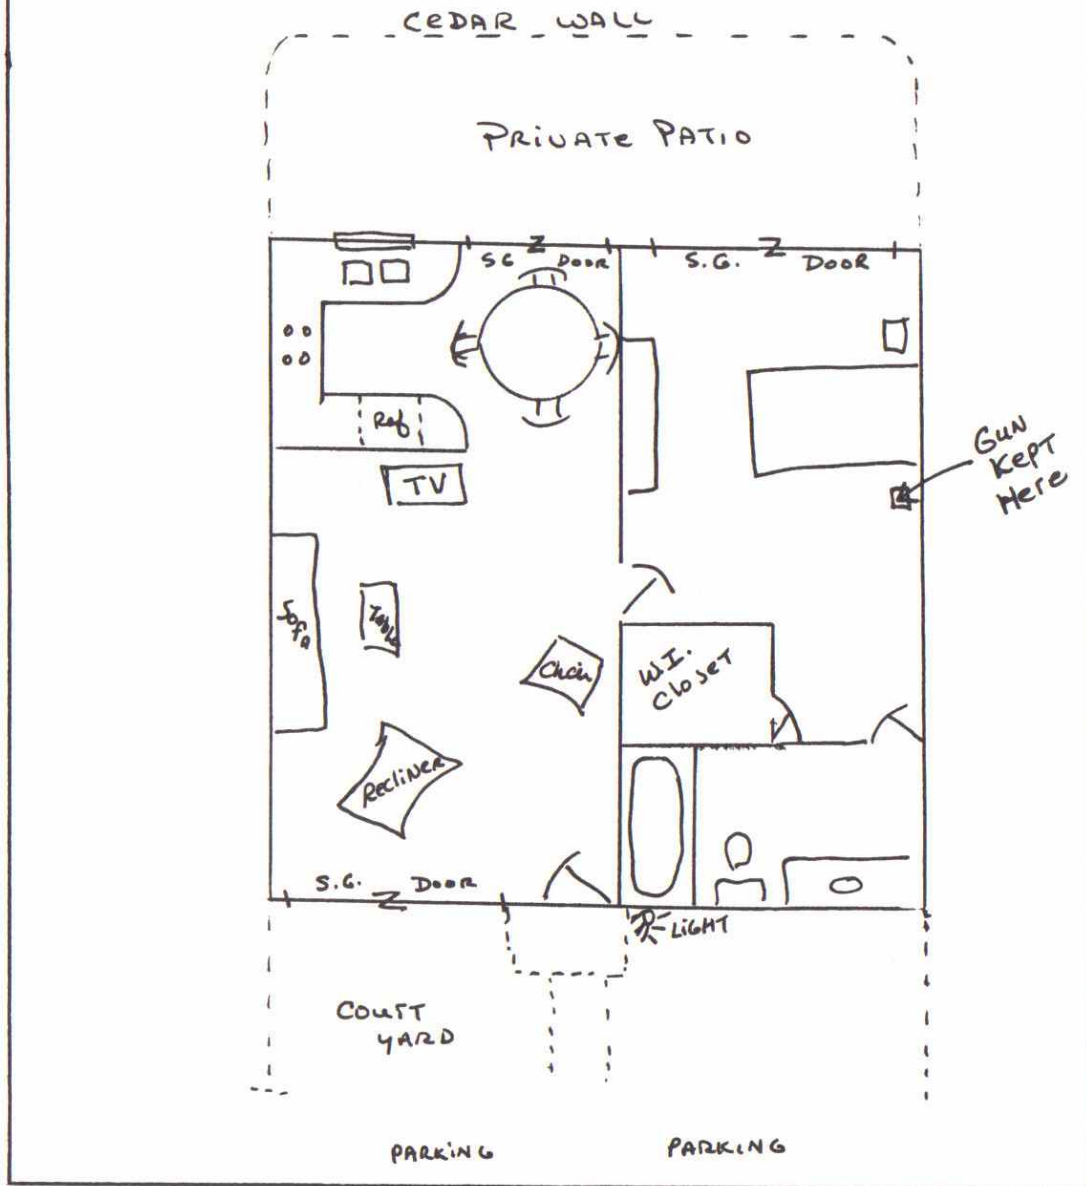 CEDAR WALL
PRIVATE PATIO
SG DOOR
S.G. DOOR
Ref
TV
GUN
KEPT
HERE
SOFA
Table
Chair
W.I.
CLOSET
RECLINER
S.G. DOOR
LIGHT
COURT
YARD
PARKING
PARKING